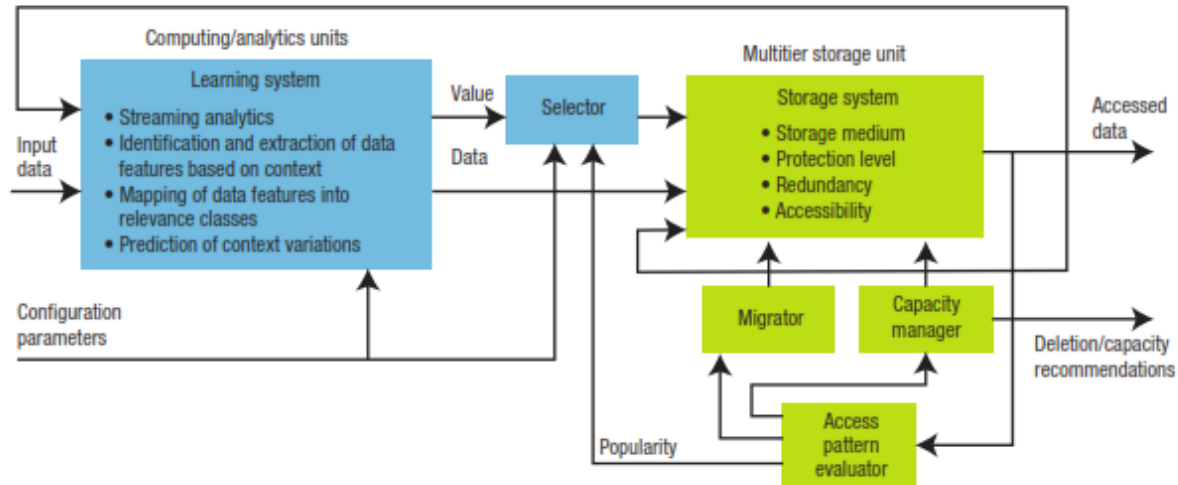 Computing/analytics units
Multitier storage unit
Learning system
• Streaming analytics
• Identification and extraction of data
features based on context
• Mapping of data features into
relevance classes
• Prediction of context variations
Input
data
Configuration
parameters
Value
Data
Selector
Storage system
• Storage medium
• Protection level
• Redundancy
• Accessibility
Accessed
data
Migrator
Capacity
manager
Deletion/capacity
recommendations
Popularity
Access
pattern
evaluator